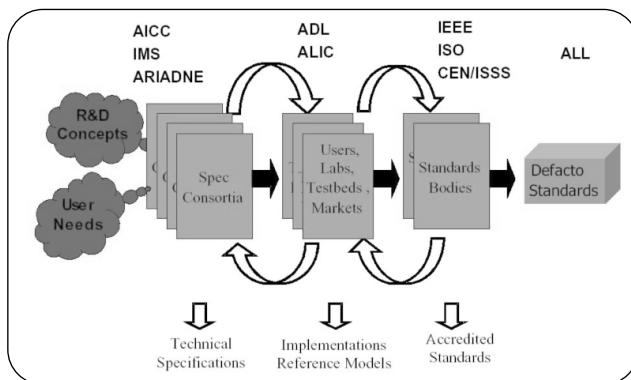 AICC
IMS
ARIADNE
ADL
ALIC
IEEE
ISO
CEN/ISSS
ALL
R&D
Concepts
User
Needs
Spec
Consortia
Users,
Labs,
Testbeds ,
Markets
Standards
Bodies
Defacto
Standards
Technical
Specifications
Implementations
Reference Models
Accredited
Standards